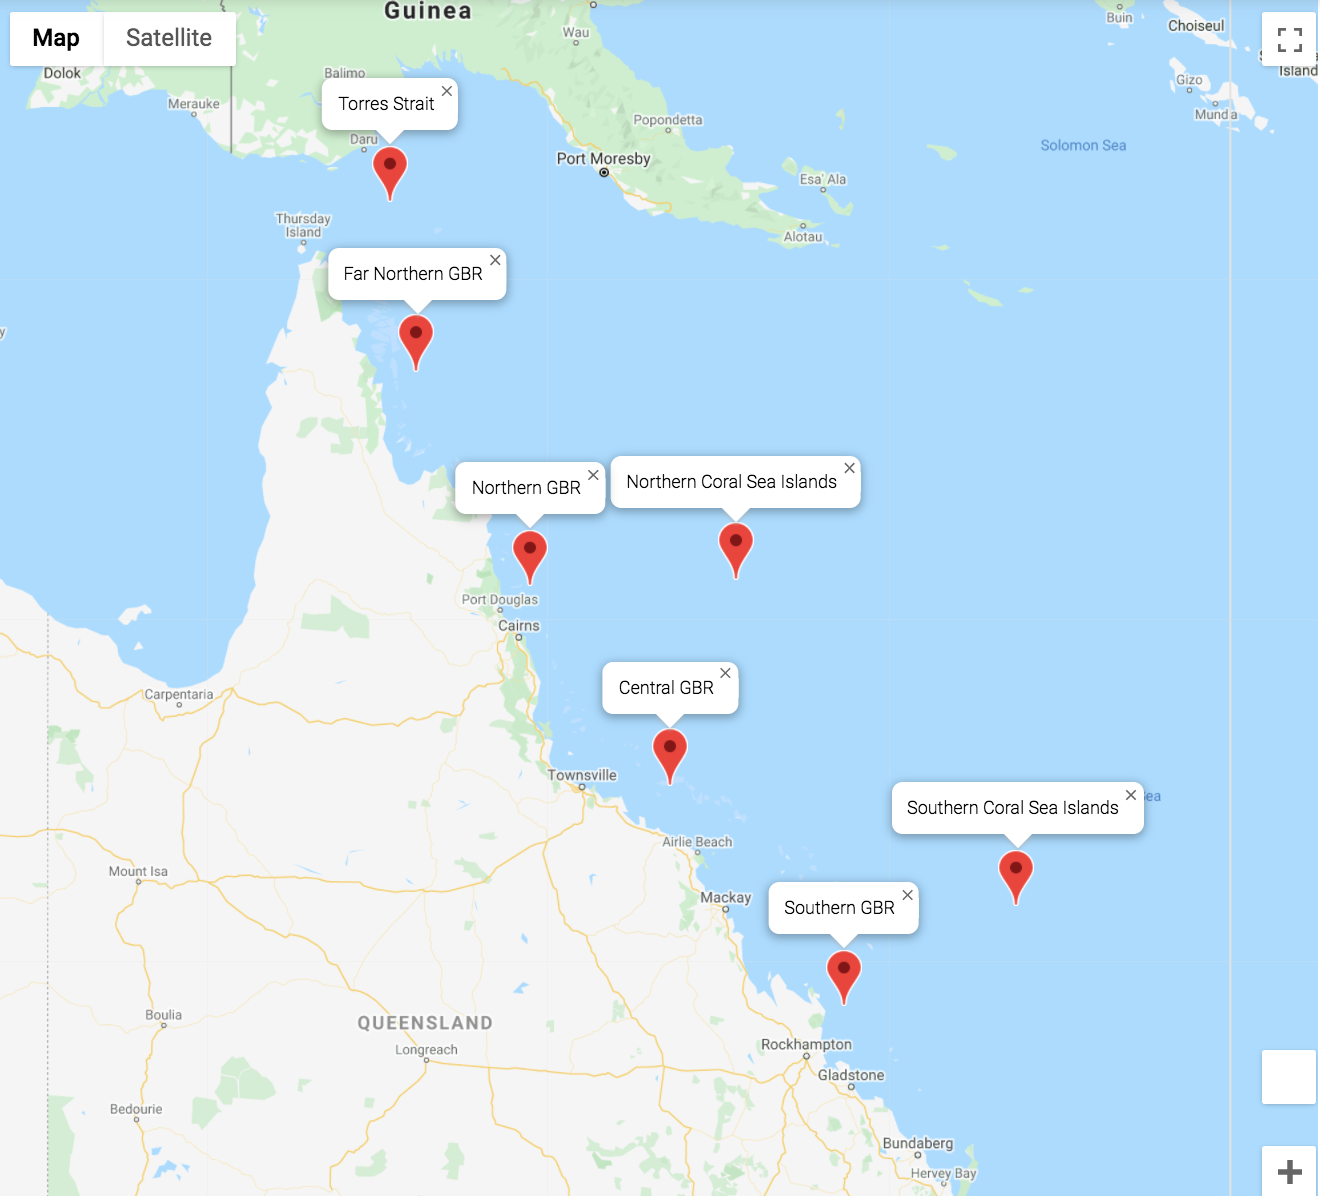 Guinea
Map
Satellite
Dolok
Wau
Buin
Choiseul
Island
Balimo
Gizo
Merauke
Torres Strait
Munda
Popondetta
Daru
Solomon Sea
Port Moresby
Esa'Ala
Thursday
Island
Alotau
Far Northern GBR
Northern GBR
Northern Coral Sea Islands
Port Douglas
Cairns
Central GBR
Carpentaria
Townsville
Southern Coral Sea Islands
Airlie Beach
Mount Isa
Mackay
Southern GBR
Boulia
QUEENSLAND
Longreach
Rockhampton
Gladstone
Bedourie
Bundaberg
Hervey Bay